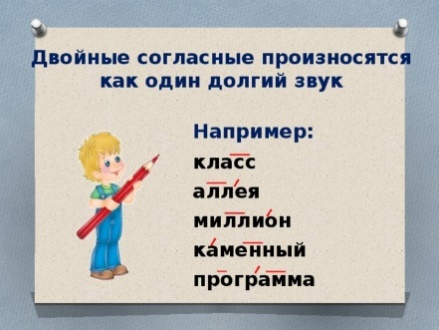 Двойные согласные произносятся
как один долгий звук
Например:
класс
аллея
миллион
каменный
программа